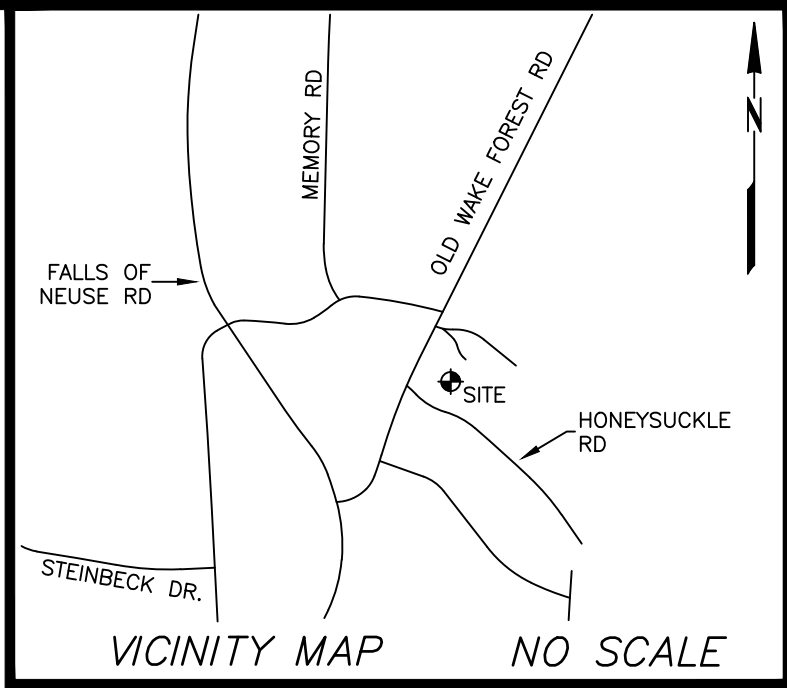 MEMORY RD
OLD WAKE FOREST RD
N
FALLS OF
NEUSE RD
SITE
HONEYSUCKLE
RD
STEINBECK DR.
VICINITY MAP
NO SCALE